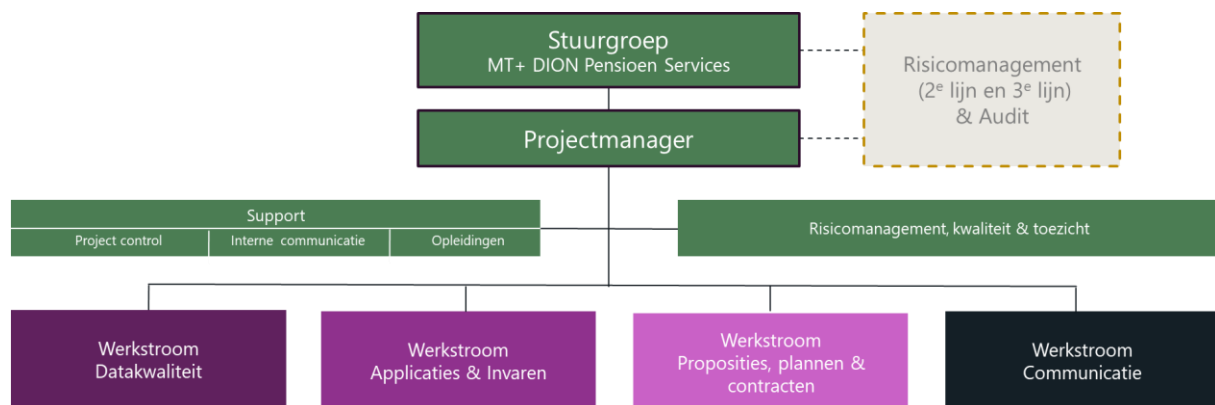 Stuurgroep
MT+ DION Pensioen Services
Risicomanagement
(2e lijn en 3e lijn)
& Audit
Projectmanager
Support
Project control
Interne communicatie
Opleidingen
Risicomanagement, kwaliteit & toezicht
Werkstroom
Datakwaliteit
Werkstroom
Applicaties & Invaren
Werkstroom
Proposities, plannen &
contracten
Werkstroom
Communicatie